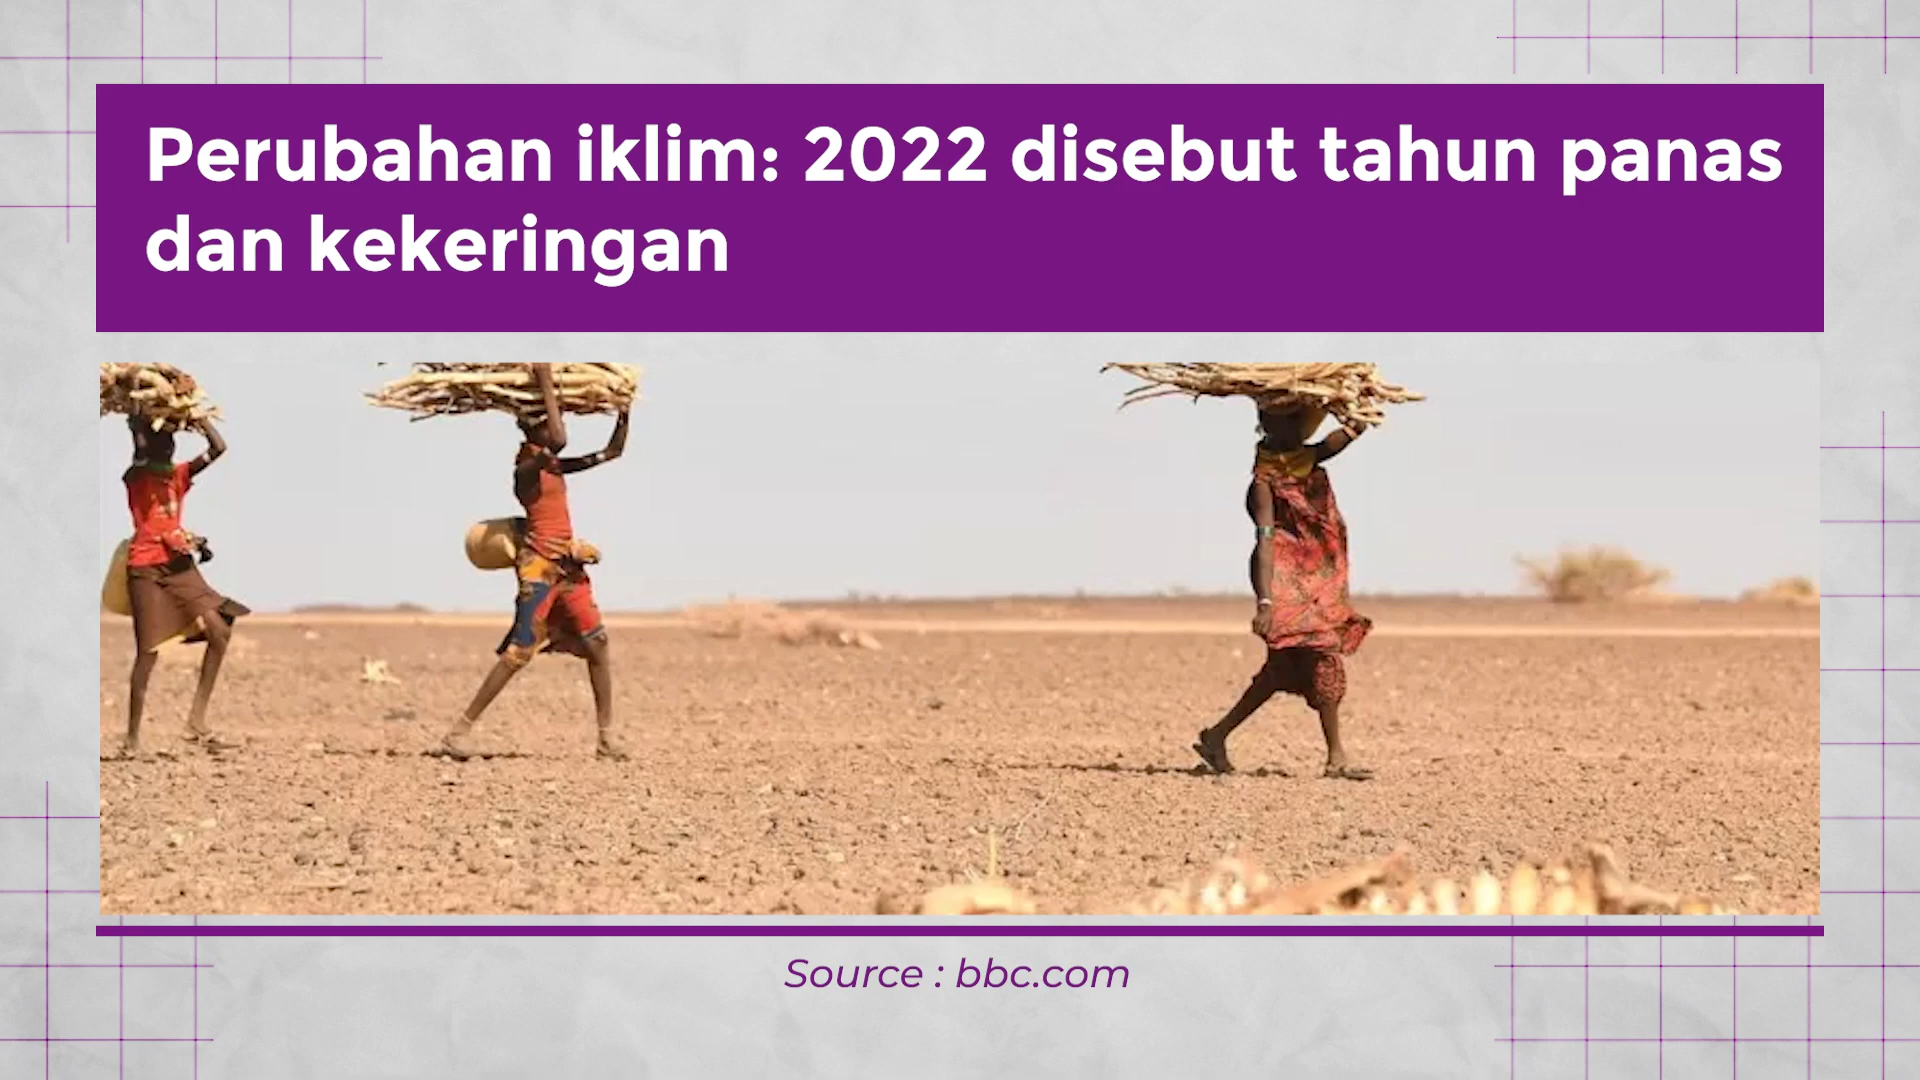 Perubahan iklim: 2022 disebut tahun panas
dan kekeringan
Source : bbc.com